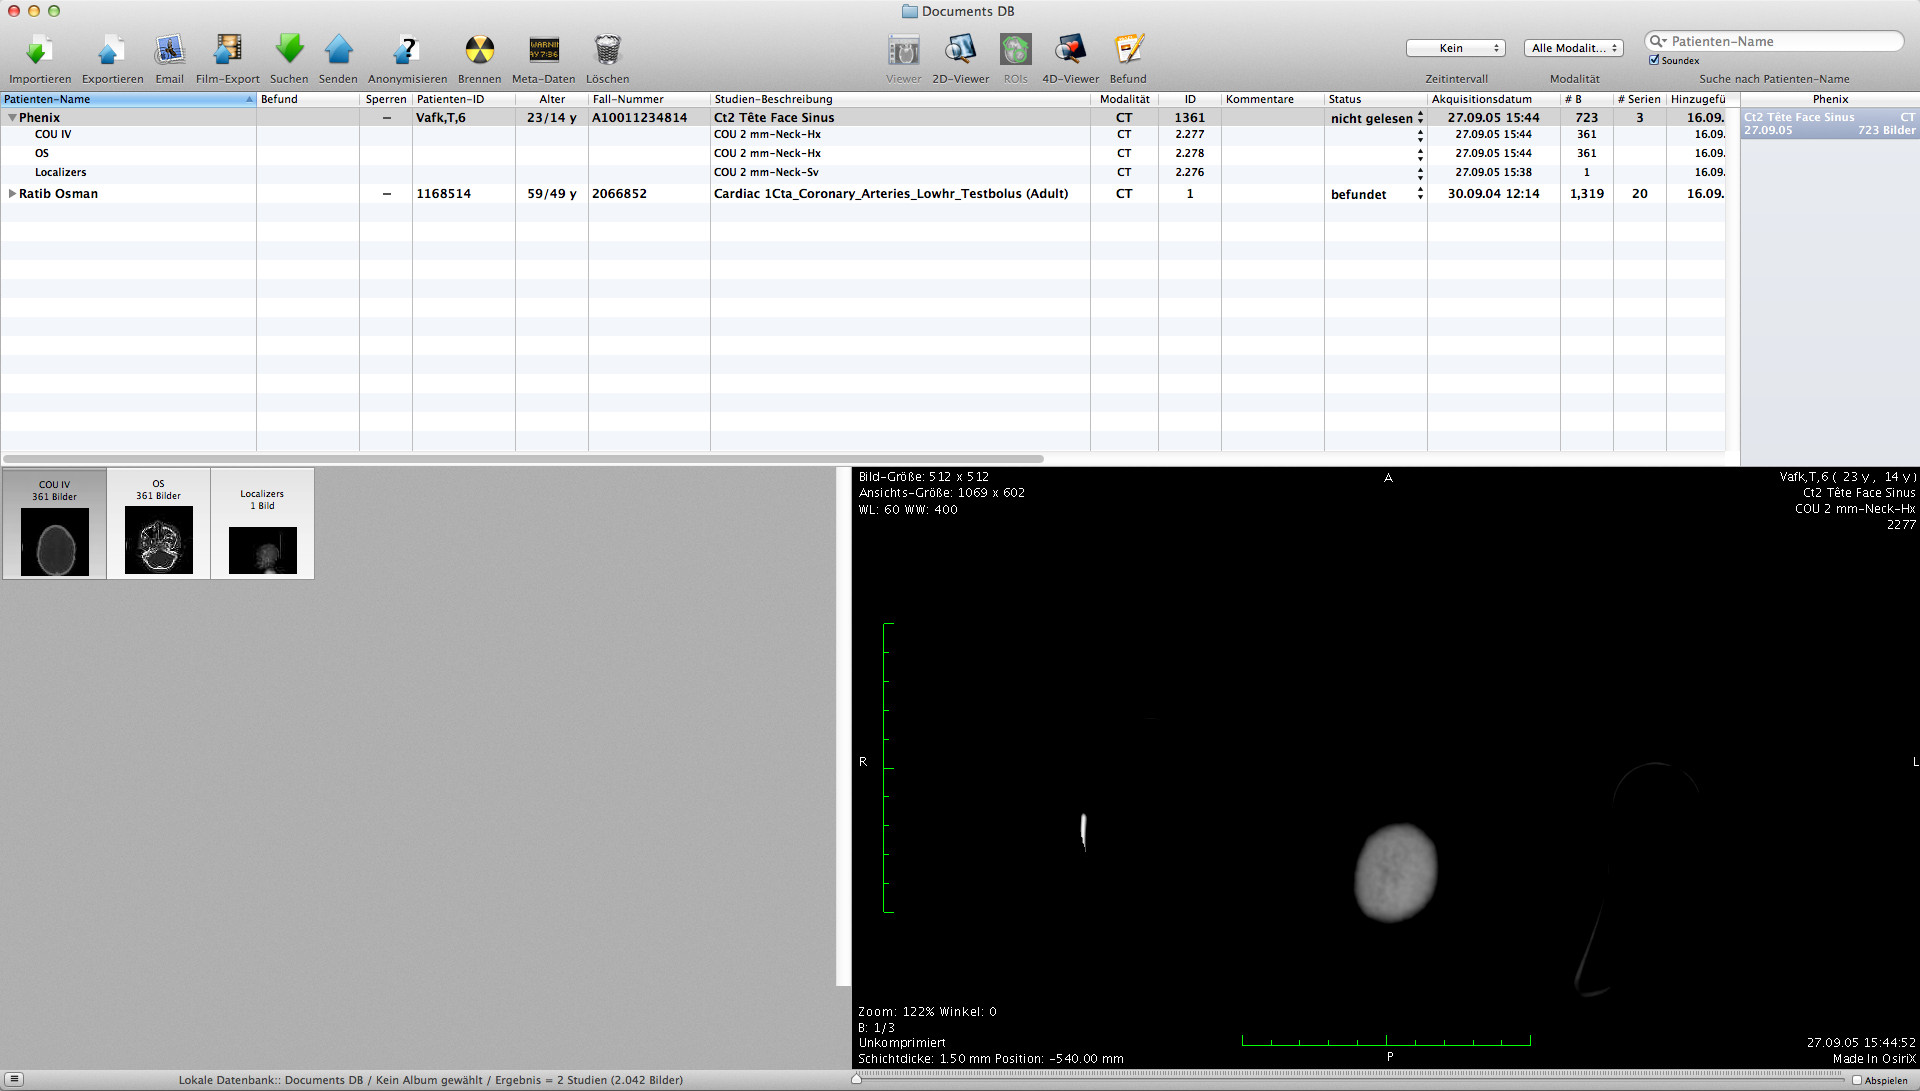 Documents DB
Importieren Exportieren Email Film-Export Suchen Senden Anonymisieren Brennen Meta-Daten Löschen Viewer 2D-Viewer ROIs 4D-Viewer Befund
Kein Alle Modalit... Patienten-Name
Soundex
Zeitintervall Modalität Suche nach Patienten-Name
Patienten-Name Befund Sperren Patienten-ID Alter Fall-Nummer Studien-Beschreibung Modalität ID Kommentare Status Akquisitionsdatum # B # Serien Hinzugefü Phenix
Phenix — Vafk,T,6 23/14 y A10011234814 Ct2 Tête Face Sinus CT 1361 nicht gelesen 27.09.05 15:44 723 3 16.09.
COU IV COU 2 mm-Neck-Hx CT 2.277 27.09.05 15:44 361 16.09.
OS COU 2 mm-Neck-Hx CT 2.278 27.09.05 15:44 361 16.09.
Localizers COU 2 mm-Neck-Sv CT 2.276 27.09.05 15:38 1 16.09.
Ratib Osman — 1168514 59/49 y 2066852 Cardiac 1Cta_Coronary_Arteries_Lowhr_Testbolus (Adult) CT 1 befundet 30.09.04 12:14 1,319 20 16.09.
Ct2 Tête Face Sinus CT
27.09.05 723 Bilder
COU IV
361 Bilder
OS
361 Bilder
Localizers
1 Bild
Bild-Größe: 512 x 512
Ansichts-Größe: 1069 x 602
WL: 60 WW: 400
A
Vafk,T,6 ( 23 y , 14 y )
Ct2 Tête Face Sinus
COU 2 mm-Neck-Hx
2277
R
L
Zoom: 122% Winkel: 0
B: 1/3
Unkomprimiert
Schichtdicke: 1.50 mm Position: -540.00 mm
P
27.09.05 15:44:52
Made In OsiriX
Lokale Datenbank:: Documents DB / Kein Album gewählt / Ergebnis = 2 Studien (2.042 Bilder)
Abspielen